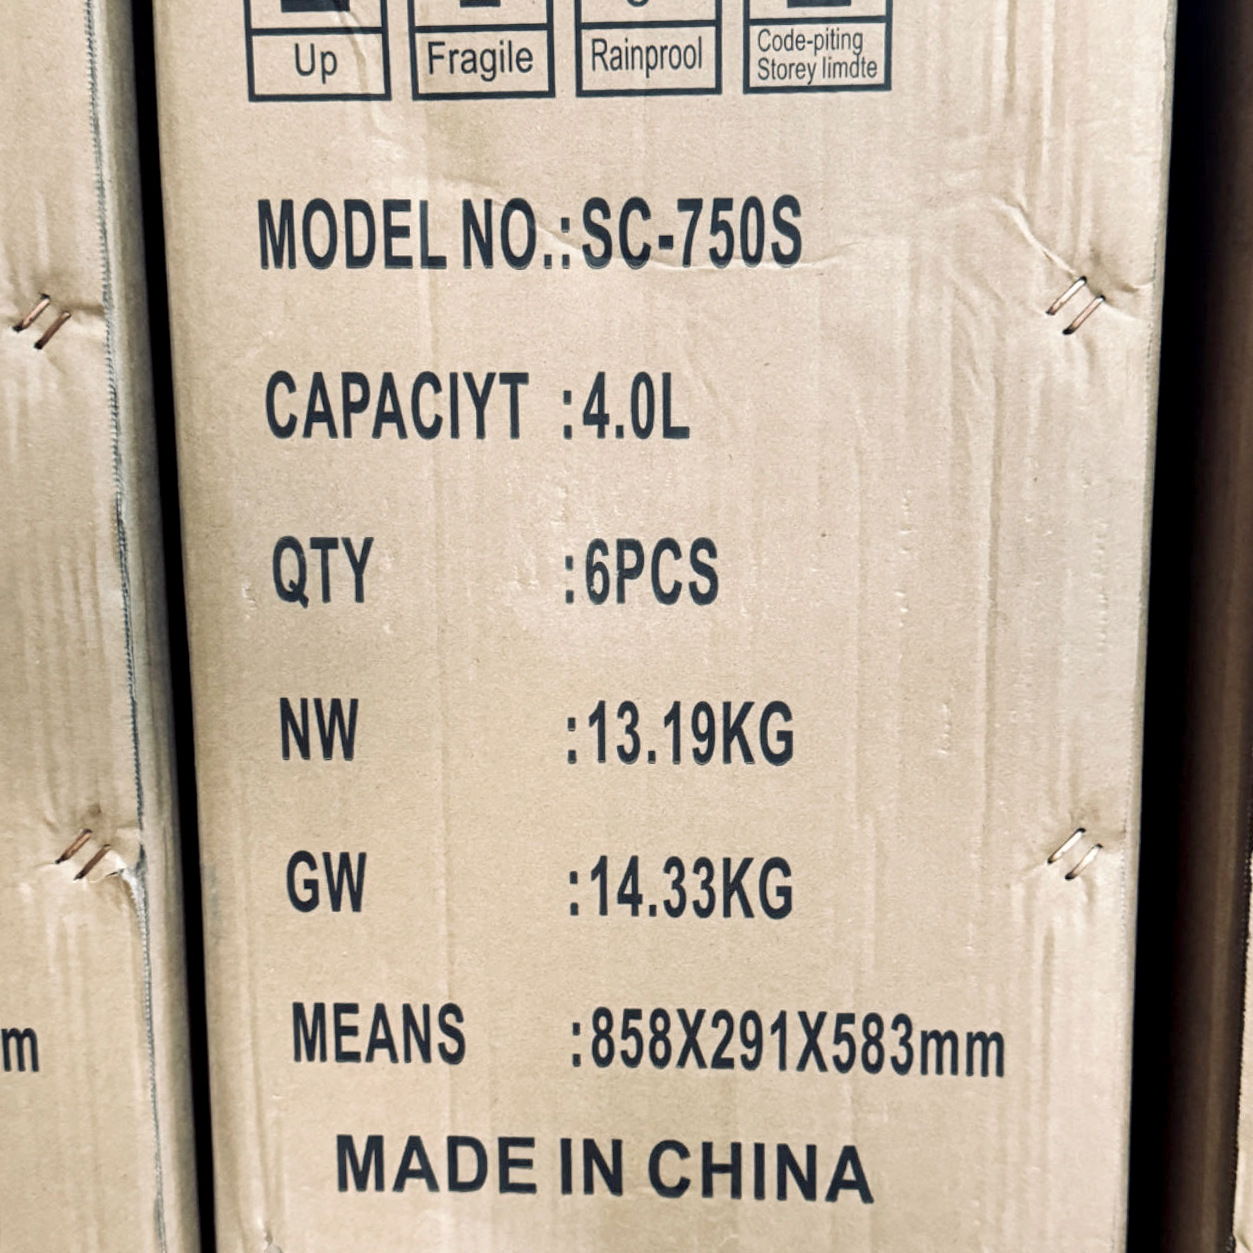 Up
Fragile
Rainprool
Code-piting
Storey limdte
MODEL NO.:SC-750S
CAPACIYT :4.0L
QTY :6PCS
NW :13.19KG
GW :14.33KG
MEANS :858X291X583mm
MADE IN CHINA
m